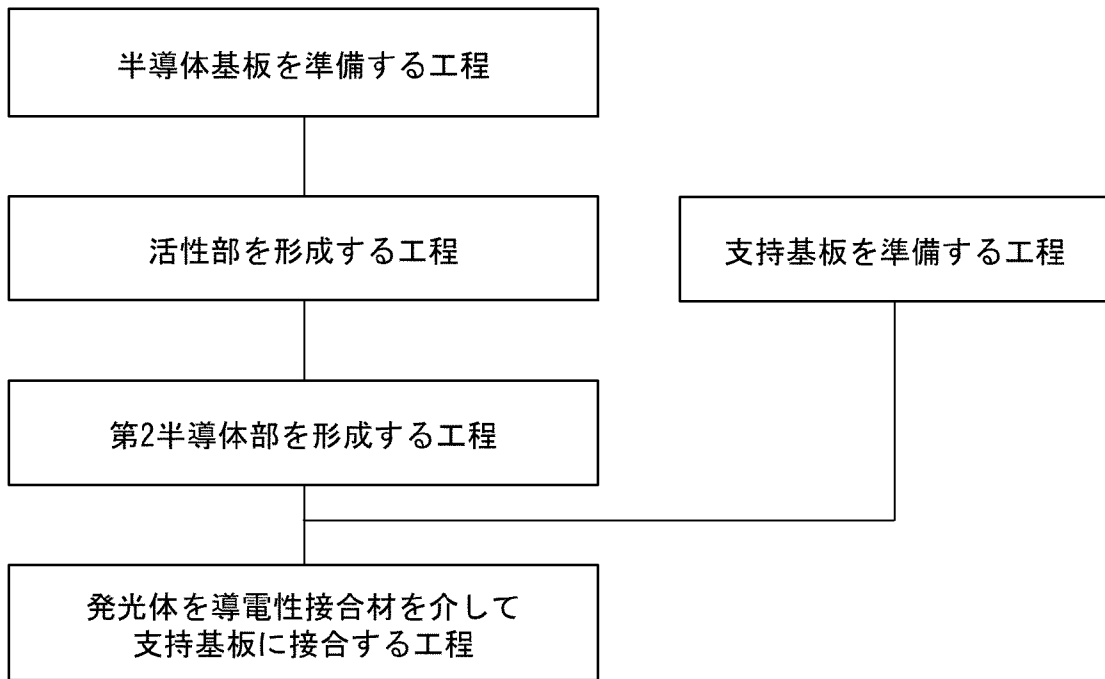 半導体基板を準備する工程
活性部を形成する工程
支持基板を準備する工程
第2半導体部を形成する工程
発光体を導電性接合材を介して
支持基板に接合する工程